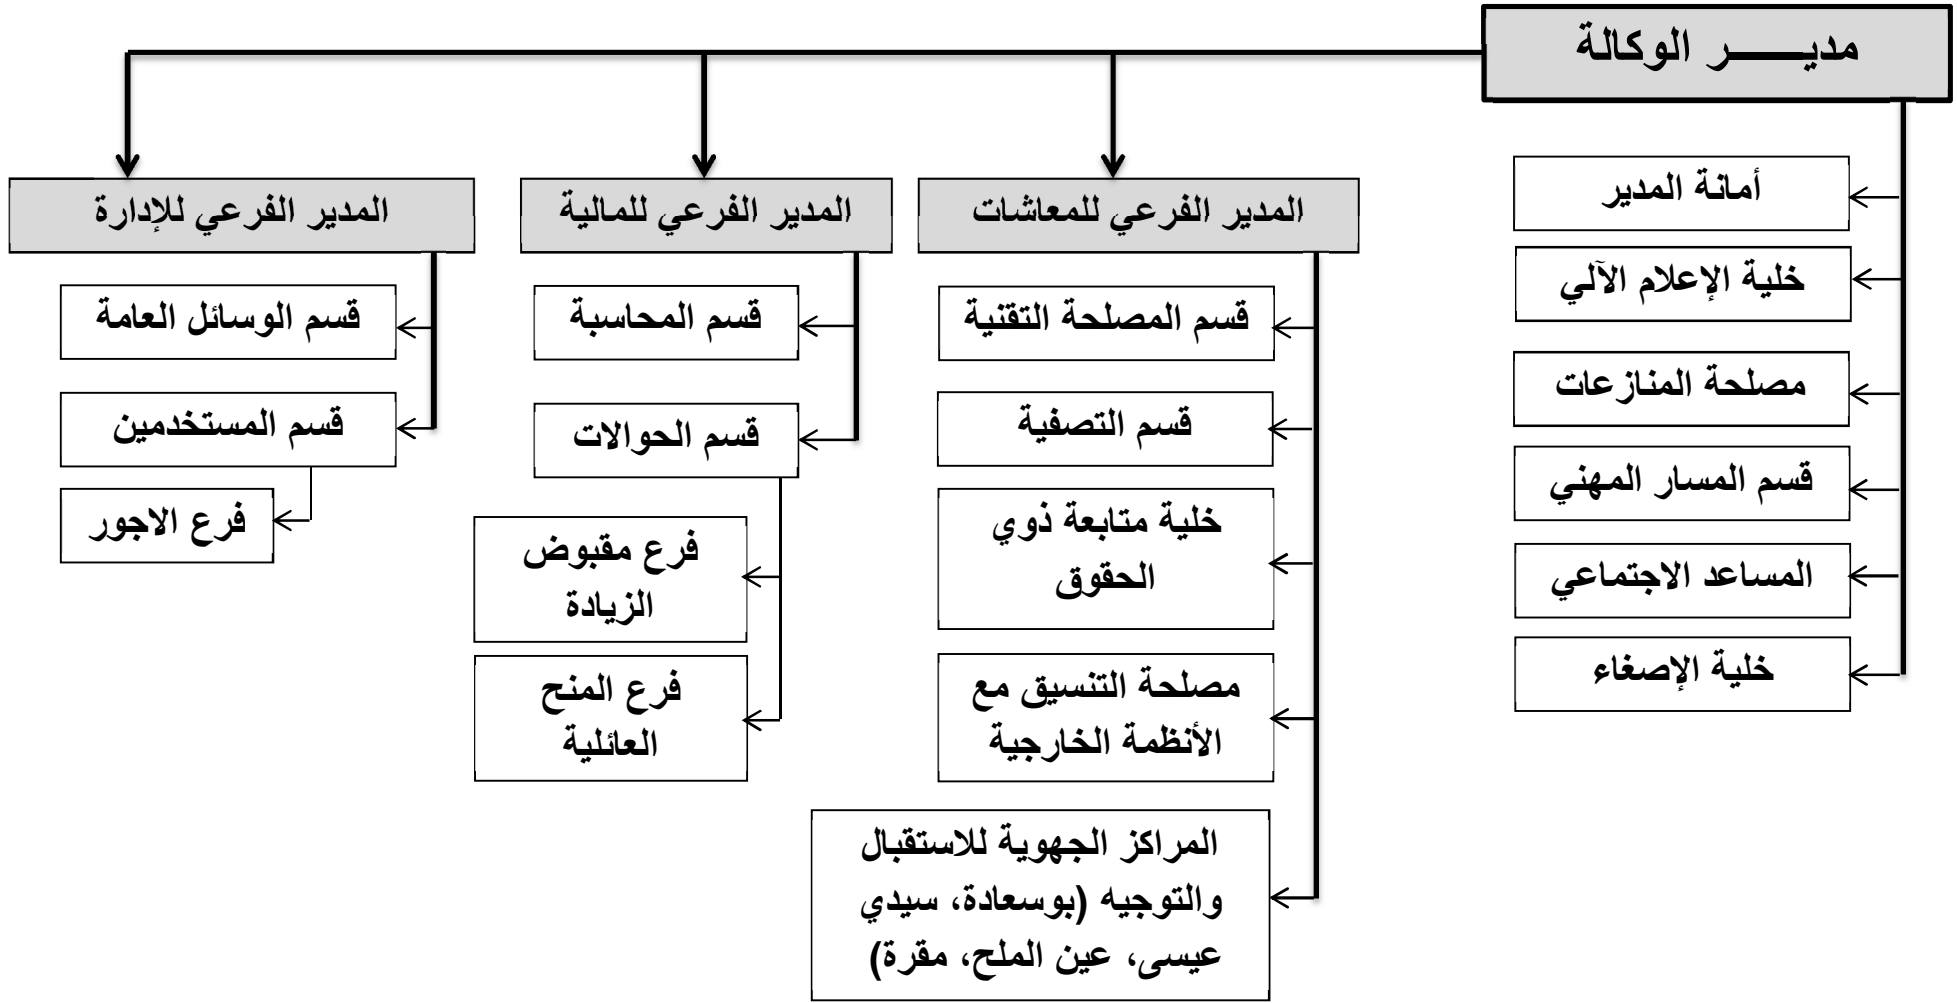 مديـــــــر الوكالة
أمانة المدير
خلية الإعلام الآلي
مصلحة المنازعات
قسم المسار المهني
المساعد الاجتماعي
خلية الإصغاء
المدير الفرعي للمعاشات
قسم المصلحة التقنية
قسم التصفية
خلية متابعة ذوي
الحقوق
مصلحة التنسيق مع
الأنظمة الخارجية
المراكز الجهوية للاستقبال
والتوجيه (بوسعادة، سيدي
عيسى، عين الملح، مقرة)
المدير الفرعي للمالية
قسم المحاسبة
قسم الحوالات
فرع مقبوض
الزيادة
فرع المنح
العائلية
المدير الفرعي للإدارة
قسم الوسائل العامة
قسم المستخدمين
فرع الاجور